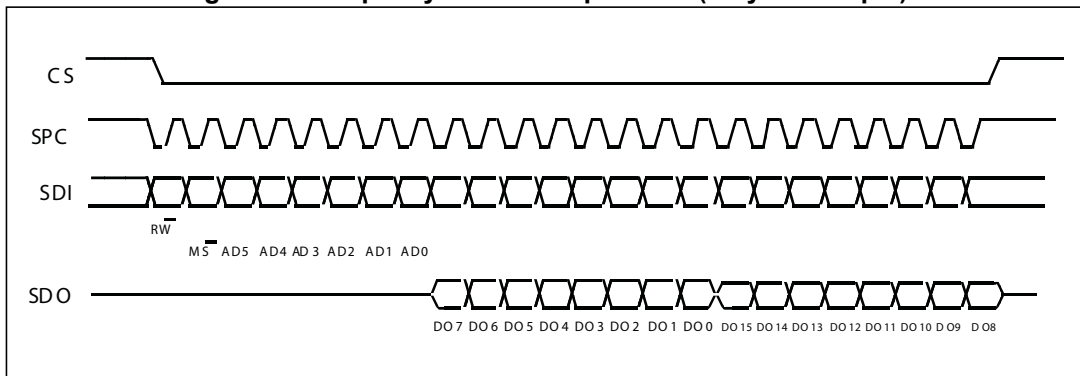 CS
SPC
SDI
RW
MS AD5 AD4 AD3 AD2 AD1 AD0
SDO
DO7 DO6 DO5 DO4 DO3 DO2 DO1 DO0 DO15 DO14 DO13 DO12 DO11 DO10 DO9 DO8